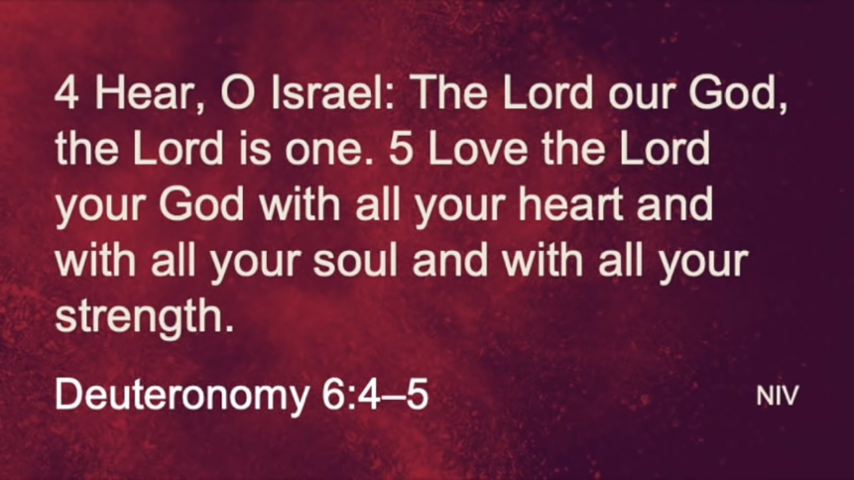 4 Hear, O Israel: The Lord our God,
the Lord is one. 5 Love the Lord
your God with all your heart and
with all your soul and with all your
strength.
Deuteronomy 6:4–5
NIV